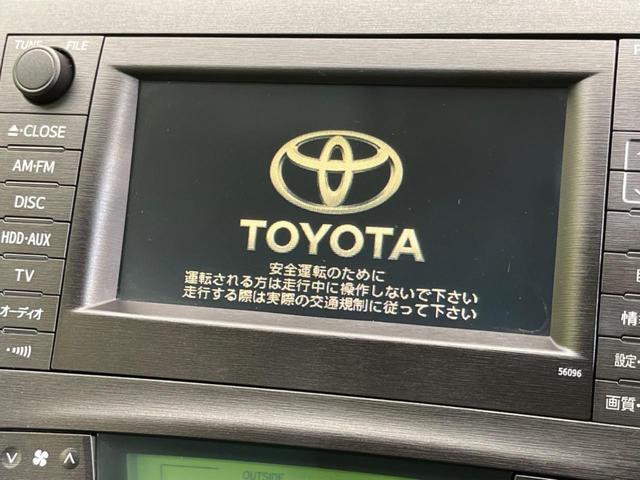 TUNE FILE
⏏·CLOSE
AM·FM
DISC
HDD·AUX
TV
オーディオ
TOYOTA
安全運転のために
運転される方は走行中に操作しないで下さい
走行する際は実際の交通規制に従って下さい
56096
情
設定·
画質·
OUTSIDE